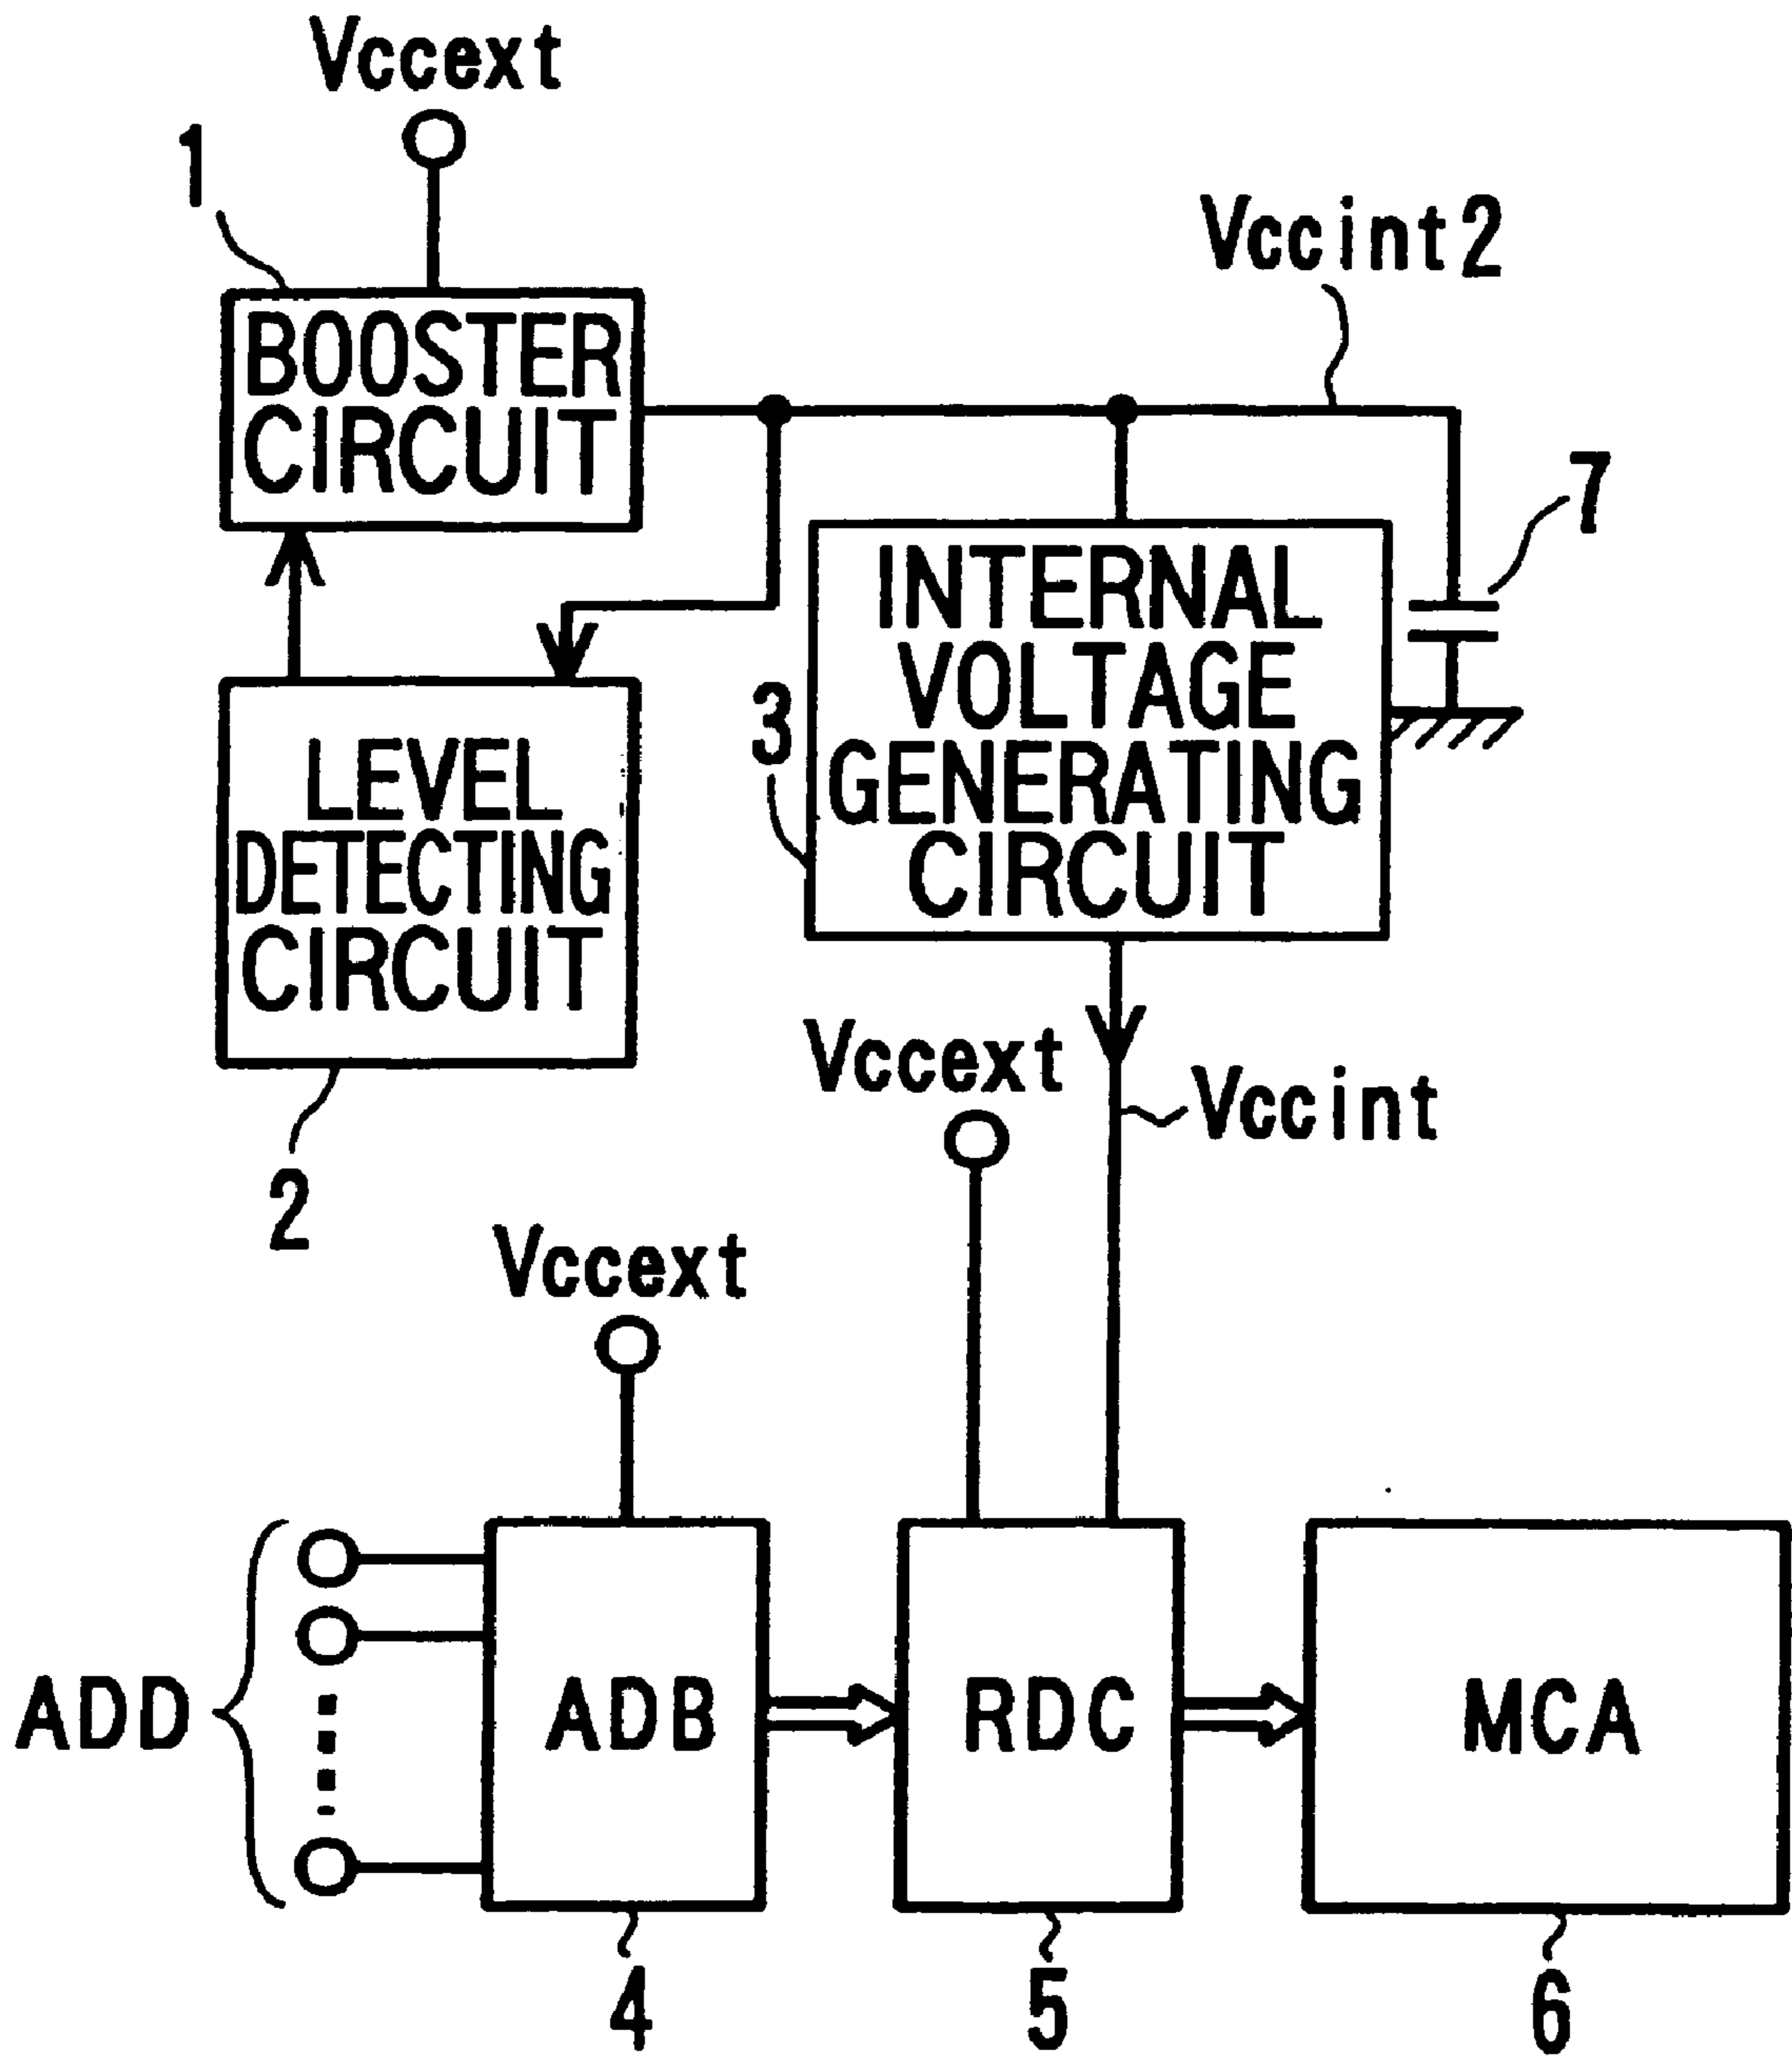 Vccext
1
Vccint2
BOOSTER
CIRCUIT
7
INTERNAL
VOLTAGE
GENERATING
CIRCUIT
3
LEVEL
DETECTING
CIRCUIT
Vccext
Vccint
2
Vccext
ADD
ADB
RDC
MCA
4
5
6